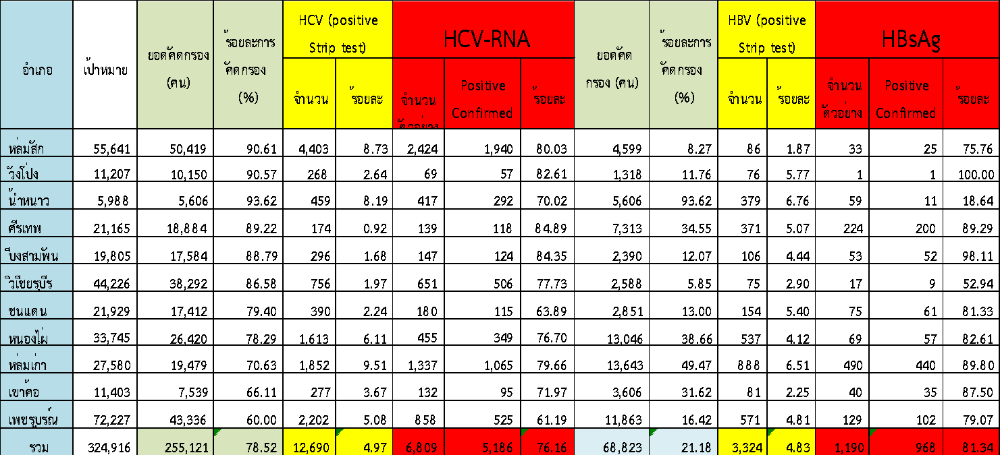 อำเภอ เป้าหมาย ยอดคัดกรอง (คน) ร้อยละการคัดกรอง (%) HCV (positive Strip test) HCV-RNA ยอดคัดกรอง (คน) ร้อยละการคัดกรอง (%) HBV (positive Strip test) HBsAg
จำนวน ร้อยละ จำนวนตัวอย่าง Positive Confirmed ร้อยละ จำนวน ร้อยละ จำนวนตัวอย่าง Positive Confirmed ร้อยละ
หล่มสัก 55,641 50,419 90.61 4,403 8.73 2,424 1,940 80.03 4,599 8.27 86 1.87 33 25 75.76
วังโป่ง 11,207 10,150 90.57 268 2.64 69 57 82.61 1,318 11.76 76 5.77 1 1 100.00
น้ำหนาว 5,988 5,606 93.62 459 8.19 417 292 70.02 5,606 93.62 379 6.76 59 11 18.64
ศรีเทพ 21,165 18,884 89.22 174 0.92 139 118 84.89 7,313 34.55 371 5.07 224 200 89.29
บึงสามพัน 19,805 17,584 88.79 296 1.68 147 124 84.35 2,390 12.07 106 4.44 53 52 98.11
วิเชียรบุรี 44,226 38,292 86.58 756 1.97 651 506 77.73 2,588 5.85 75 2.90 17 9 52.94
ชนแดน 21,929 17,412 79.40 390 2.24 180 115 63.89 2,851 13.00 154 5.40 75 61 81.33
หนองไผ่ 33,745 26,420 78.29 1,613 6.11 455 349 76.70 13,046 38.66 537 4.12 69 57 82.61
หล่มเก่า 27,580 19,479 70.63 1,852 9.51 1,337 1,065 79.66 13,643 49.47 888 6.51 490 440 89.80
เขาค้อ 11,403 7,539 66.11 277 3.67 132 95 71.97 3,606 31.62 81 2.25 40 35 87.50
เพชรบูรณ์ 72,227 43,336 60.00 2,202 5.08 858 525 61.19 11,863 16.42 571 4.81 129 102 79.07
รวม 324,916 255,121 78.52 12,690 4.97 6,809 5,186 76.16 68,823 21.18 3,324 4.83 1,190 968 81.34